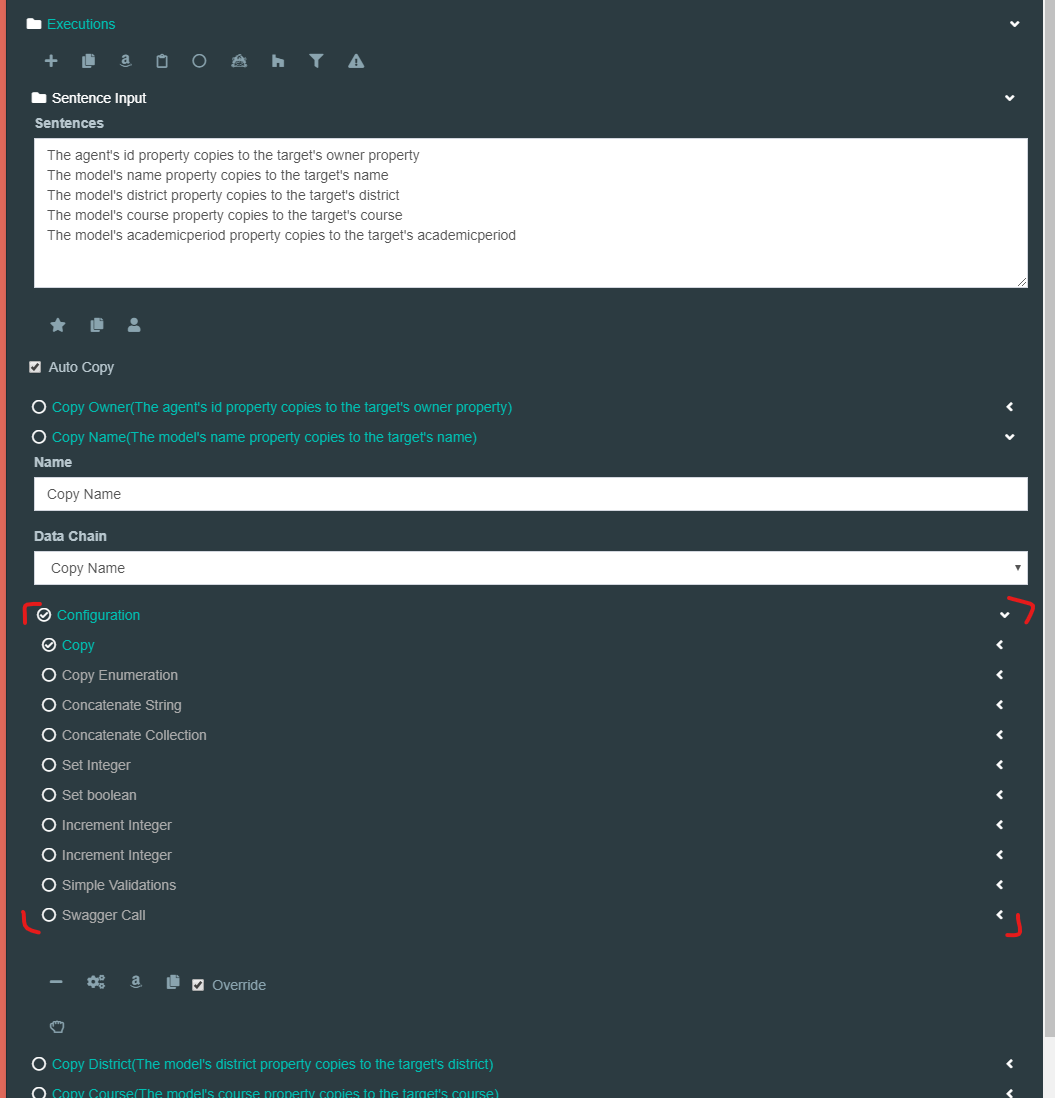 Executions
Sentence Input
Sentences
The agent's id property copies to the target's owner property
The model's name property copies to the target's name
The model's district property copies to the target's district
The model's course property copies to the target's course
The model's academicperiod property copies to the target's academicperiod
Auto Copy
Copy Owner(The agent's id property copies to the target's owner property)
Copy Name(The model's name property copies to the target's name)
Name
Copy Name
Data Chain
Copy Name
Configuration
Copy
Copy Enumeration
Concatenate String
Concatenate Collection
Set Integer
Set boolean
Increment Integer
Increment Integer
Simple Validations
Swagger Call
Override
Copy District(The model's district property copies to the target's district)
Copy Course(The model's course property copies to the target's course)